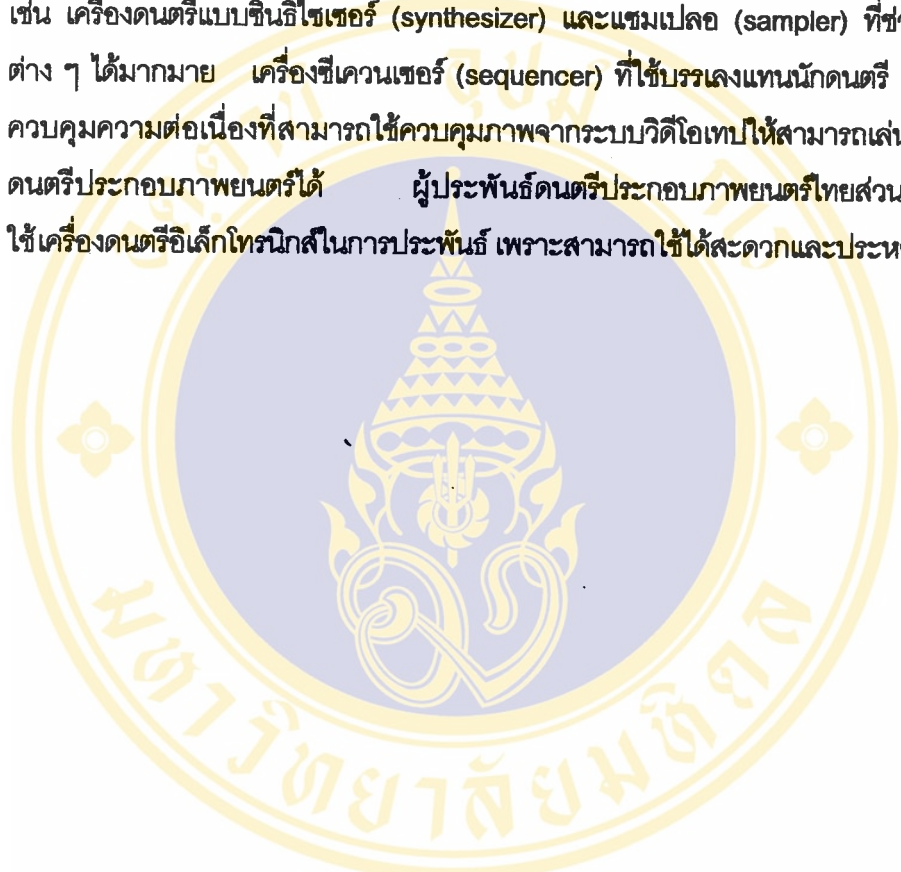 เช่น เครื่องดนตรีแบบซินธิไซเซอร์ (synthesizer) และแซมเปลอ (sampler) ที่ช่
ต่าง ๆ ได้มากมาย เครื่องซีเควนเซอร์ (sequencer) ที่ใช้บรรเลงแทนนักดนตรี
ควบคุมความต่อเนื่องที่สามารถใช้ควบคุมภาพจากระบบวิดีโอเทปให้สามารถเล่น
ดนตรีประกอบภาพยนตร์ได้ ผู้ประพันธ์ดนตรีประกอบภาพยนตร์ไทยส่วน
ใช้เครื่องดนตรีอิเล็กโทรนิกส์ในการประพันธ์ เพราะสามารถใช้ได้สะดวกและประห
มหาวิทยาลัยมหิดล